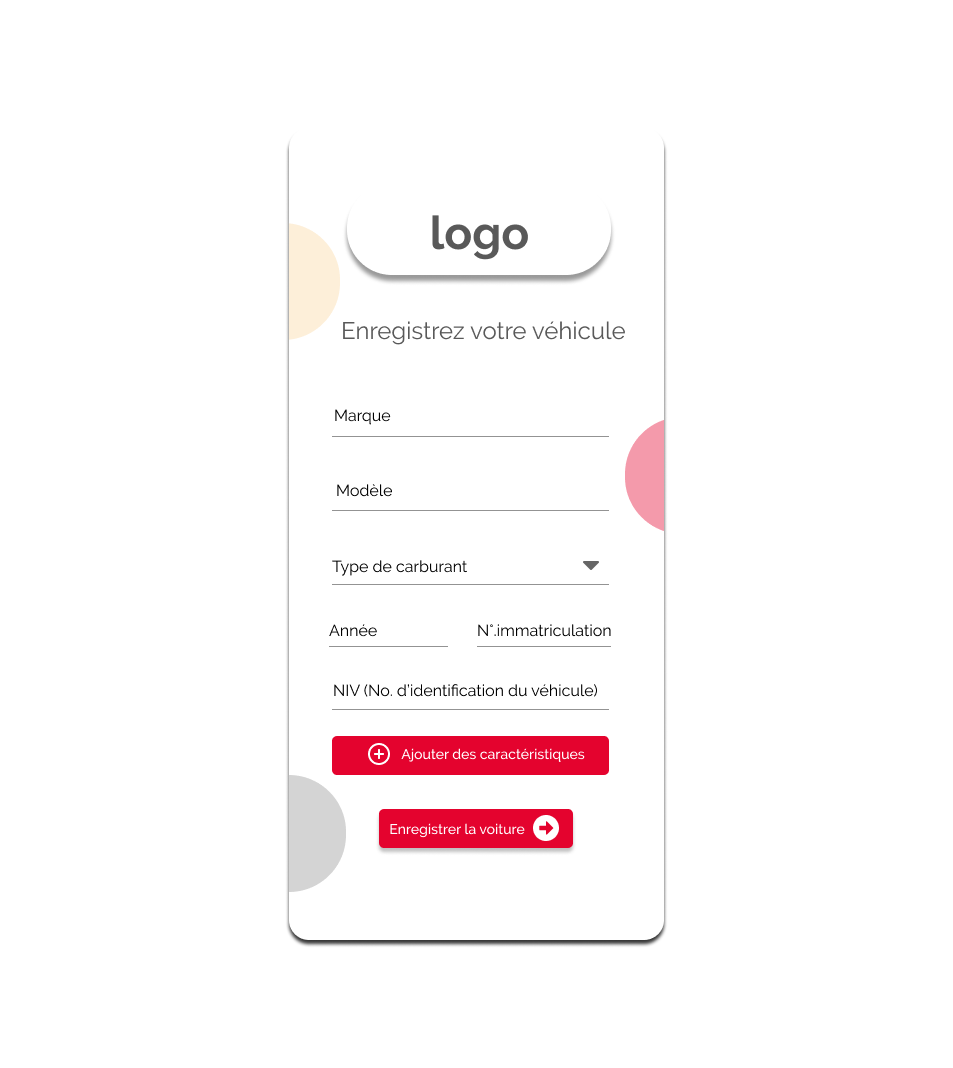 logo
Enregistrez votre véhicule
Marque
Modèle
Type de carburant
Année
N°.immatriculation
NIV (No. d'identification du véhicule)
Ajouter des caractéristiques
Enregistrer la voiture